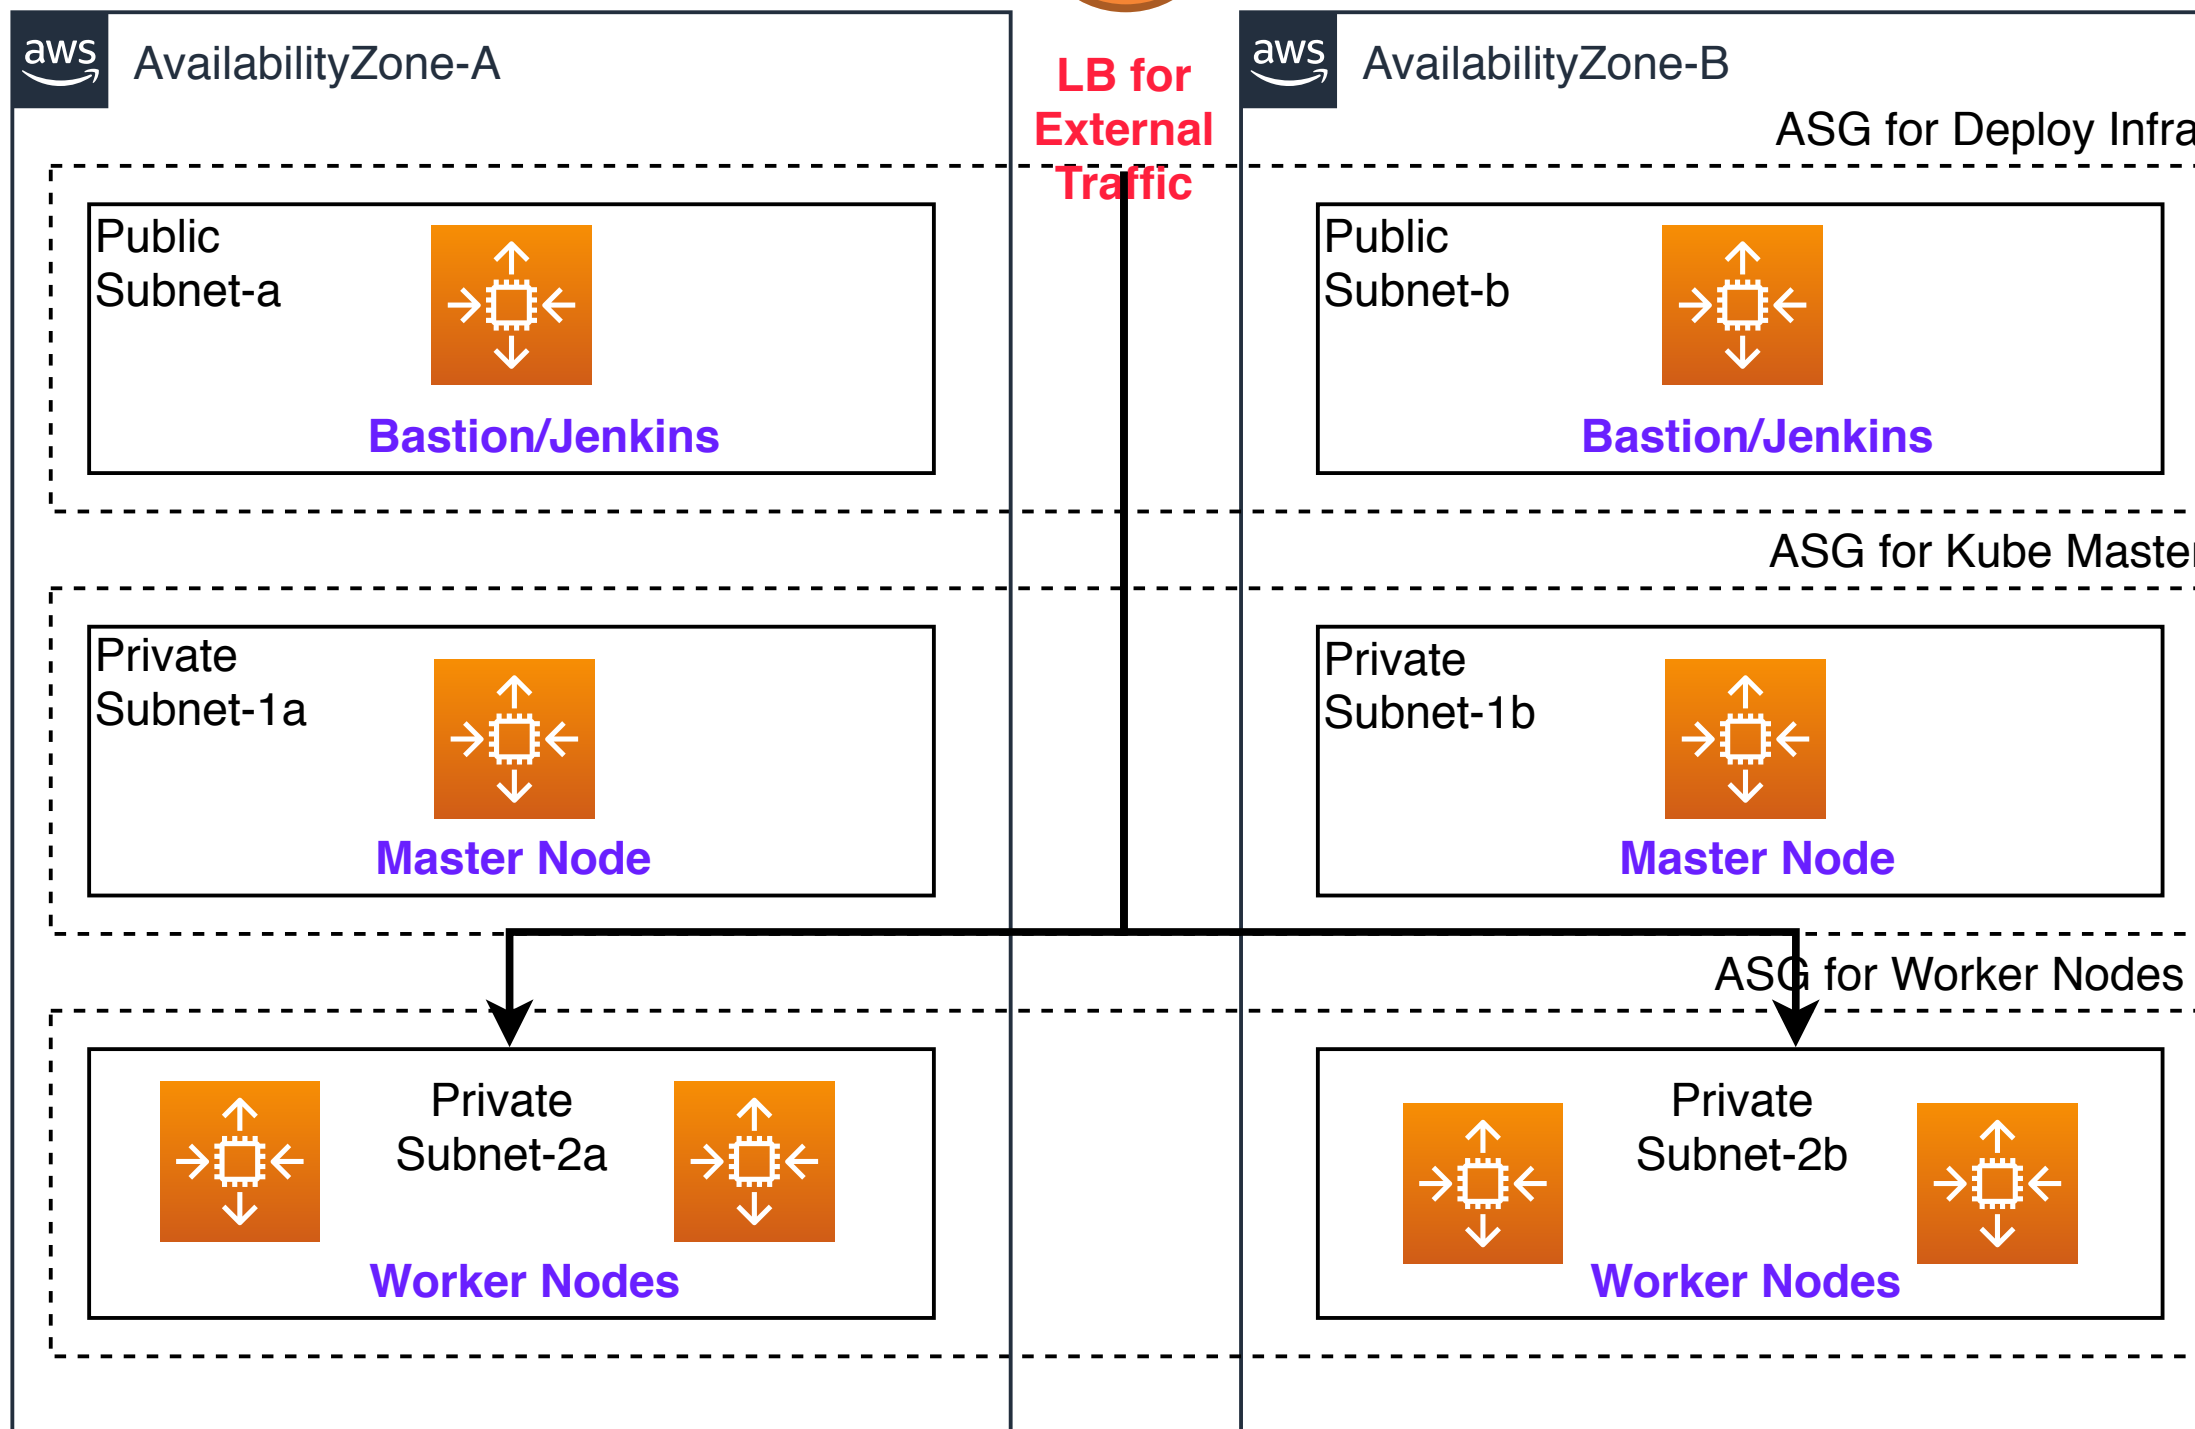 aws
AvailabilityZone-A
LB for
External
Traffic
aws
AvailabilityZone-B
ASG for Deploy Infra
Public
Subnet-a
Bastion/Jenkins
Public
Subnet-b
Bastion/Jenkins
ASG for Kube Master
Private
Subnet-1a
Master Node
Private
Subnet-1b
Master Node
ASG for Worker Nodes
Private
Subnet-2a
Worker Nodes
Private
Subnet-2b
Worker Nodes